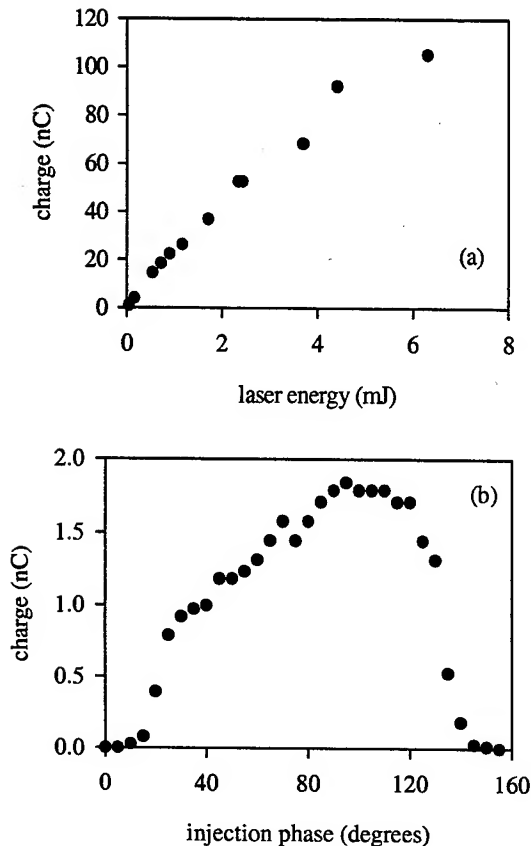 120
100
80
60
40
20
0
charge (nC)
(a)
0 2 4 6 8
laser energy (mJ)
2.0
1.5
1.0
0.5
0.0
charge (nC)
(b)
0 40 80 120 160
injection phase (degrees)